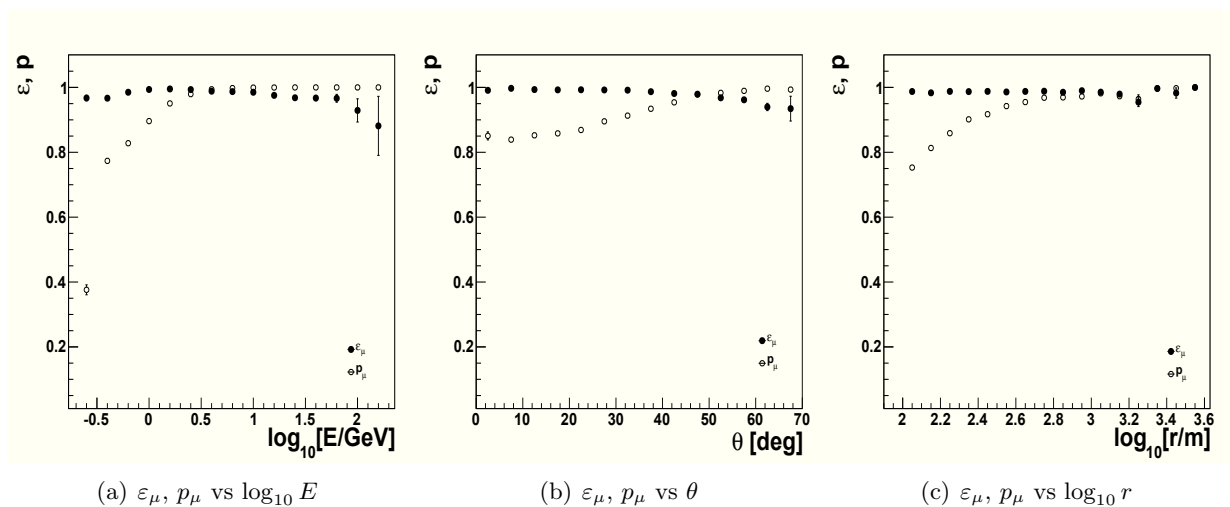 ε, p
1
0.8
0.6
0.4
0.2
ε_μ
p_μ
-0.5 0 0.5 1 1.5 2
log₁₀[E/GeV]
ε, p
1
0.8
0.6
0.4
0.2
ε_μ
p_μ
0 10 20 30 40 50 60 70
θ [deg]
ε, p
1
0.8
0.6
0.4
0.2
ε_μ
p_μ
2 2.2 2.4 2.6 2.8 3 3.2 3.4 3.6
log₁₀[r/m]
(a) ε_μ, p_μ vs log₁₀ E
(b) ε_μ, p_μ vs θ
(c) ε_μ, p_μ vs log₁₀ r